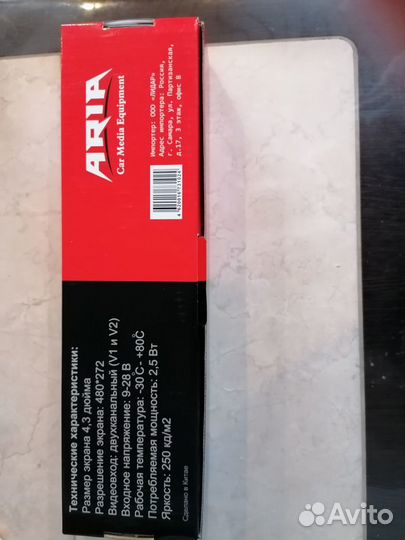 ARIA
Car Media Equipment
Импортер: ООО «ЛИДАР»
Адрес импортера: Россия,
г. Самара, ул. Партизанская,
д.17, 3 этаж, офис В
Технические характеристики:
Размер экрана 4,3 дюйма
Разрешение экрана: 480*272
Видеовход: двухканальный (V1 и V2)
Входное напряжение: 9-28 В
Рабочая температура: -30°C - +80°C
Потребляемая мощность: 2,5 Вт
Яркость: 250 кд/м2
Сделано в Китае
Avito